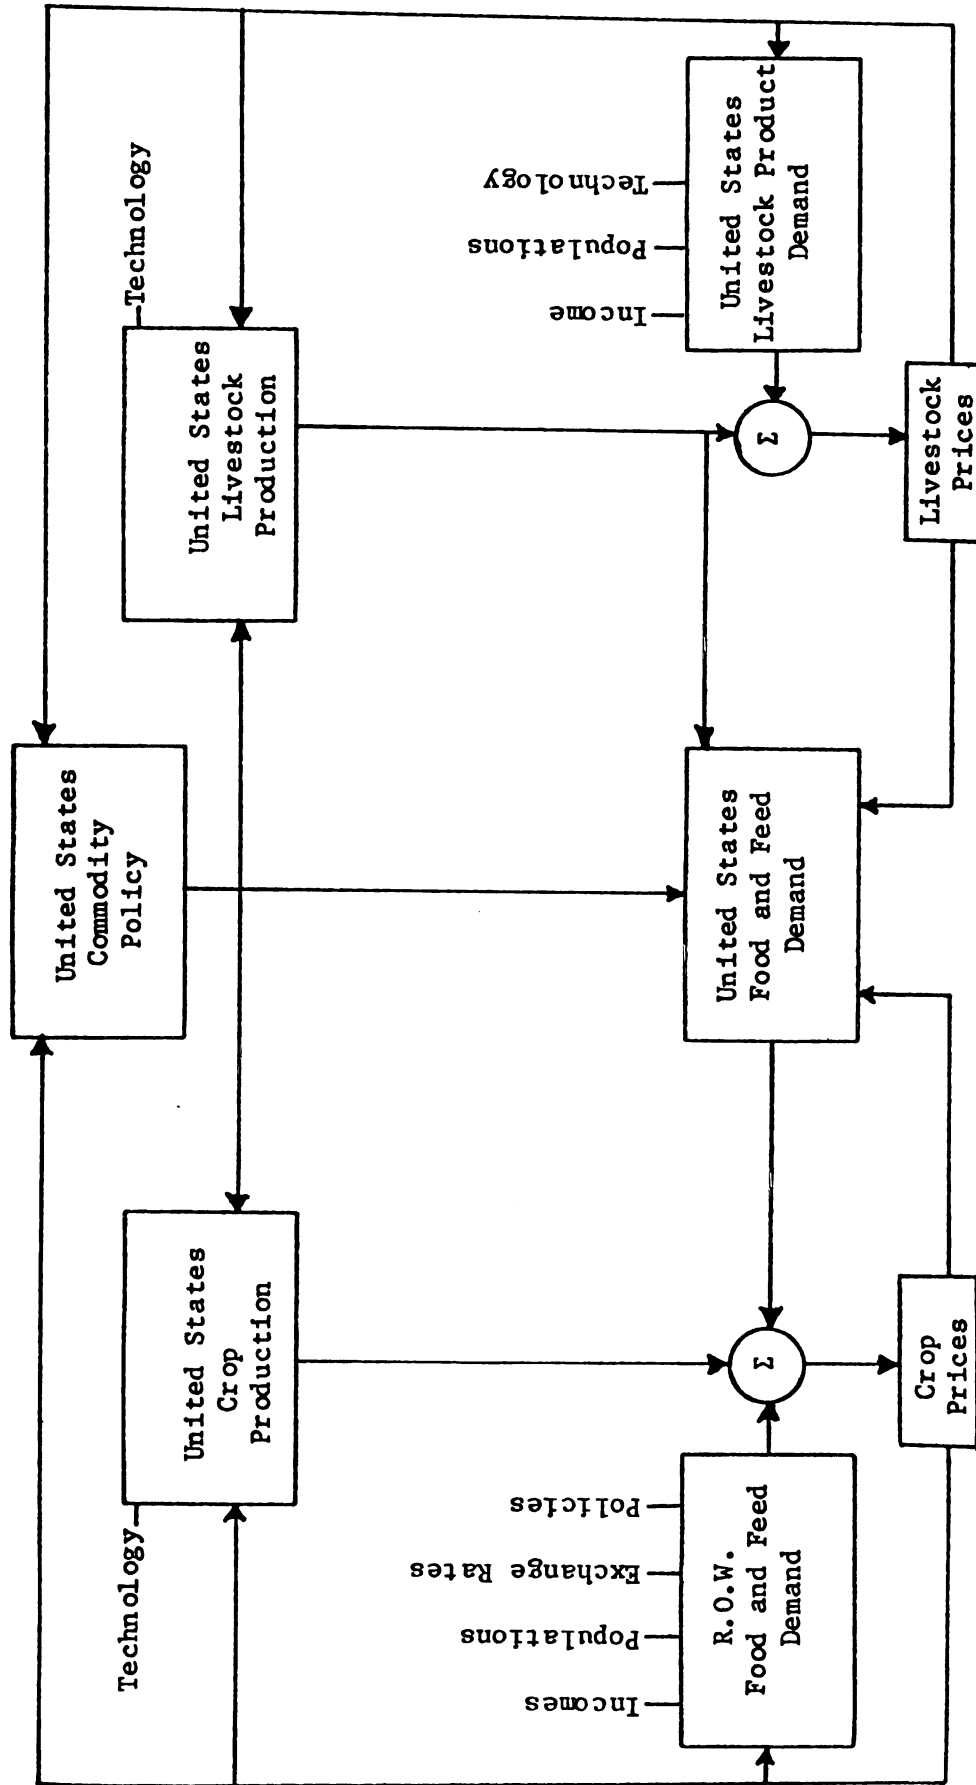 United States
Commodity
Policy
Technology
United States
Crop
Production
United States
Livestock
Production
Technology
Incomes
Populations
Exchange Rates
Policies
R.O.W.
Food and Feed
Demand
Σ
United States
Food and Feed
Demand
Σ
Income
Populations
Technology
United States
Livestock Product
Demand
Crop
Prices
Livestock
Prices